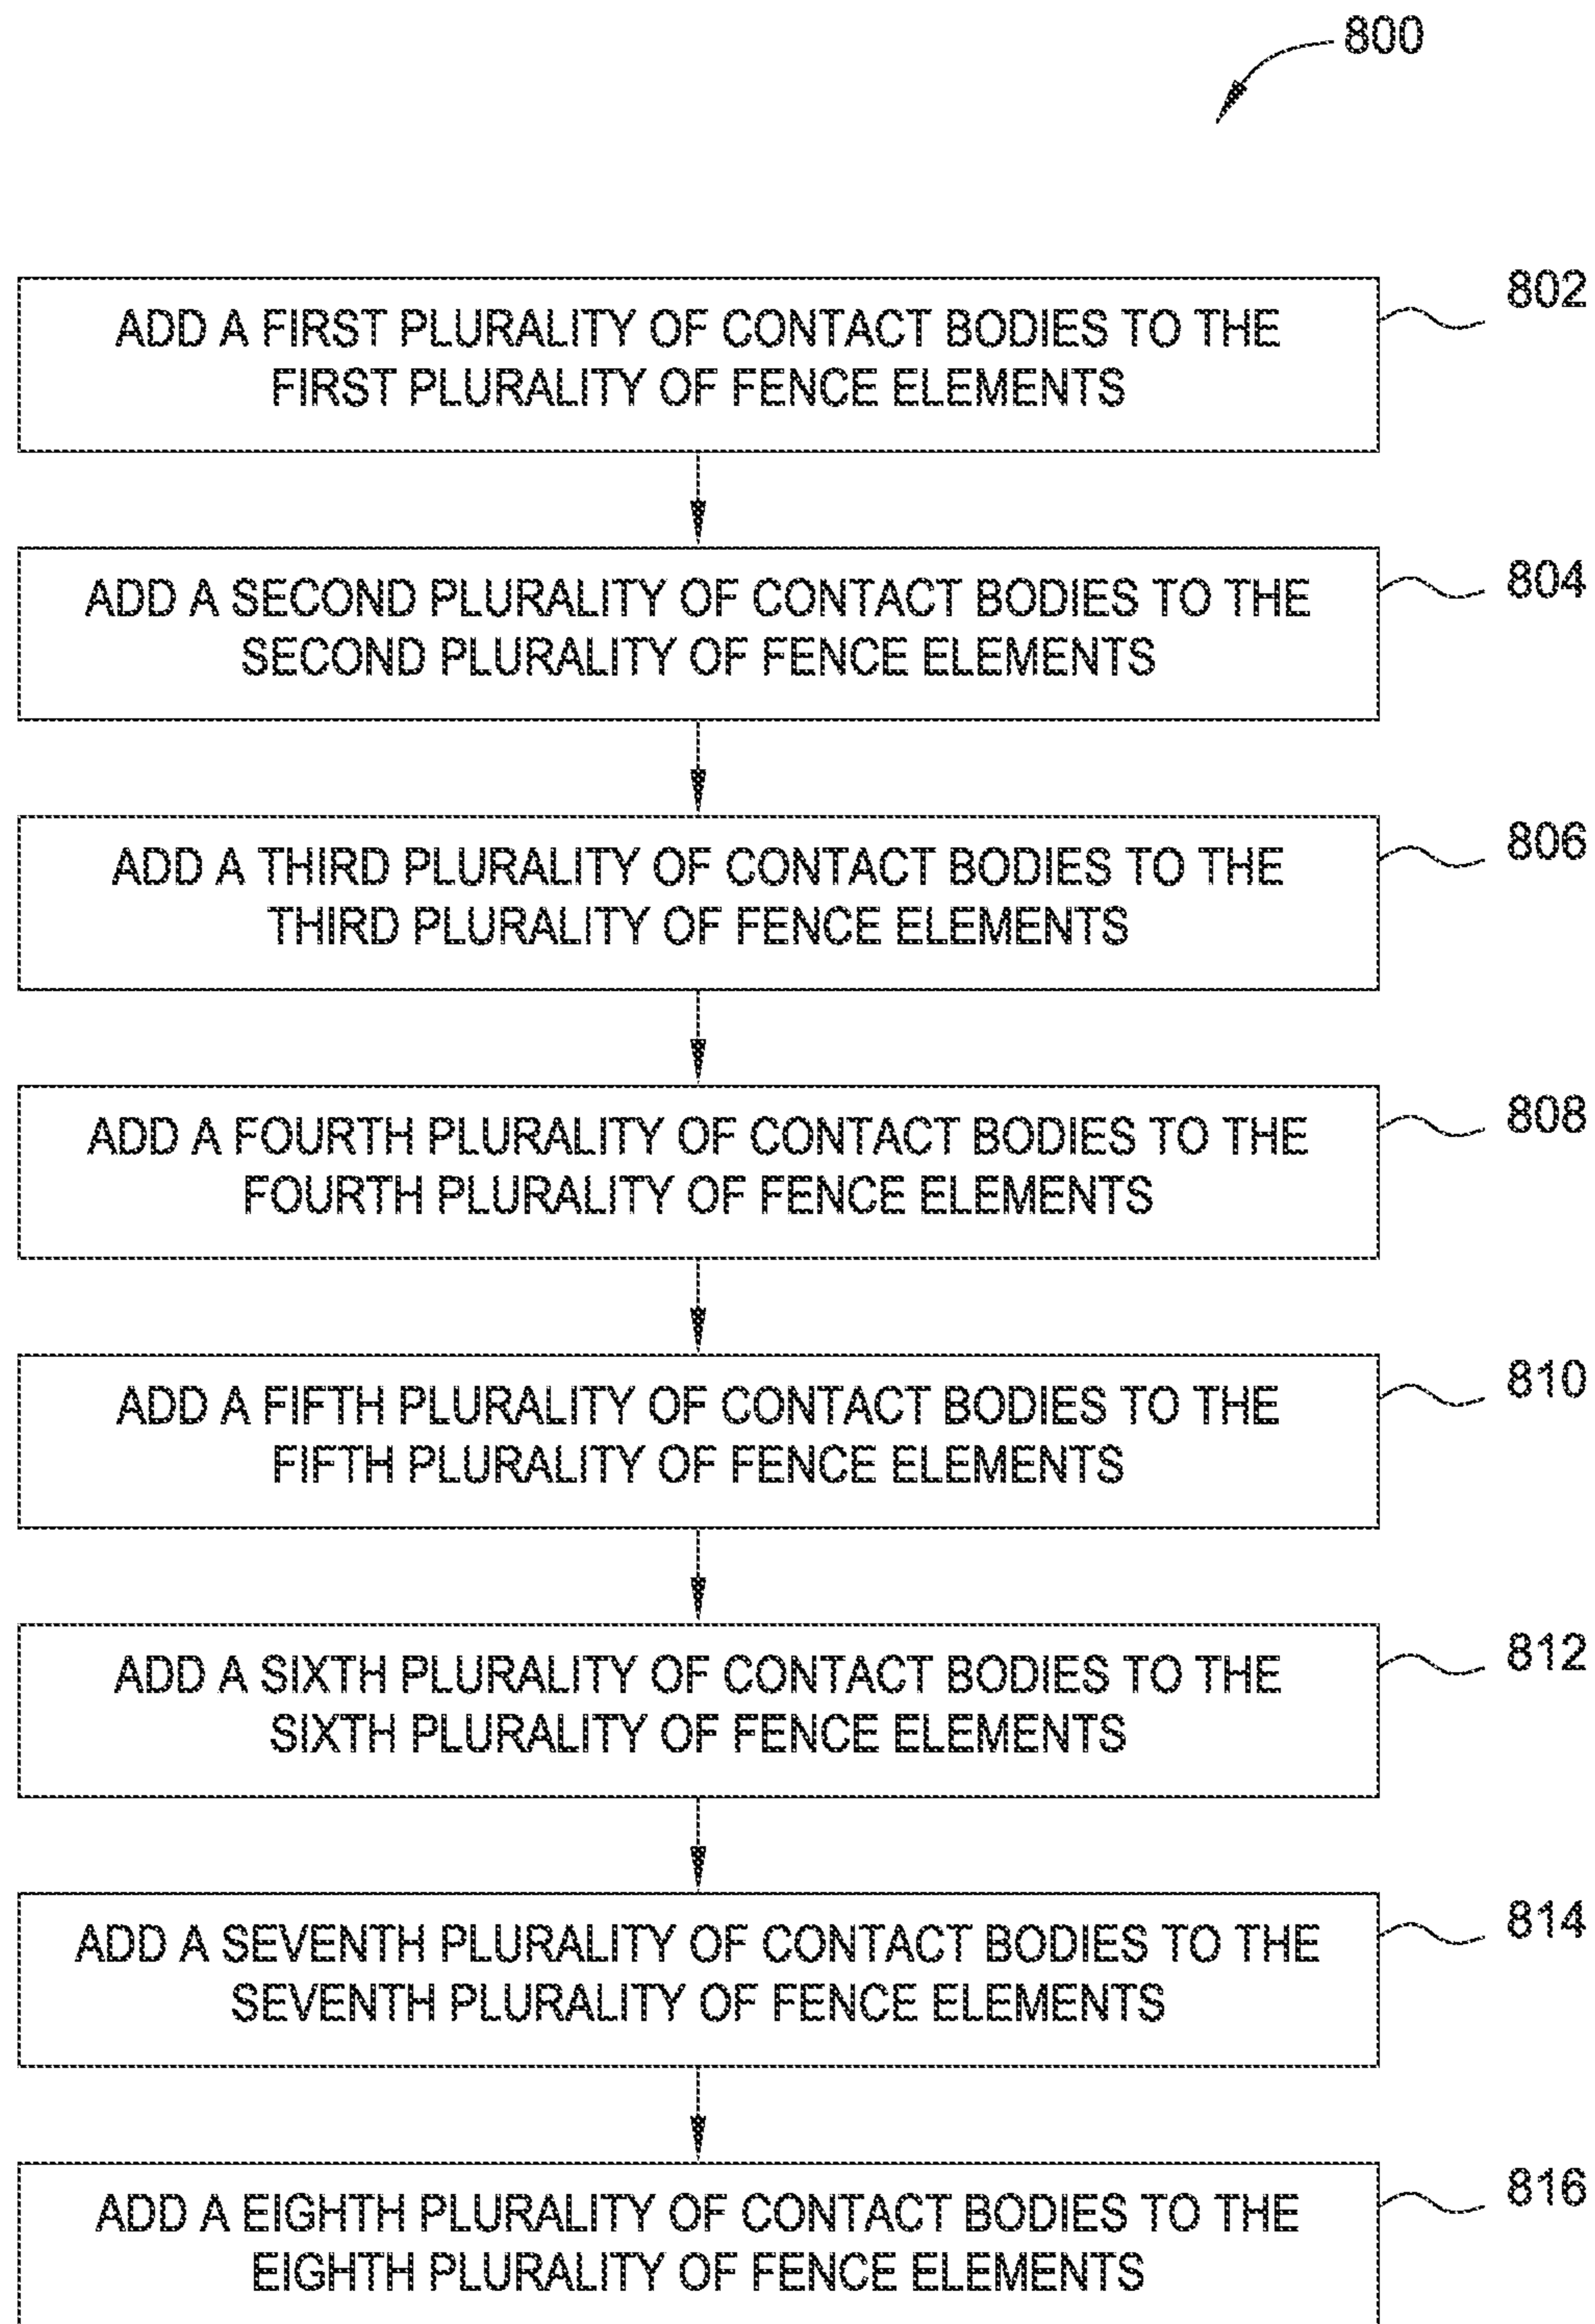 800
ADD A FIRST PLURALITY OF CONTACT BODIES TO THE
FIRST PLURALITY OF FENCE ELEMENTS
802
ADD A SECOND PLURALITY OF CONTACT BODIES TO THE
SECOND PLURALITY OF FENCE ELEMENTS
804
ADD A THIRD PLURALITY OF CONTACT BODIES TO THE
THIRD PLURALITY OF FENCE ELEMENTS
806
ADD A FOURTH PLURALITY OF CONTACT BODIES TO THE
FOURTH PLURALITY OF FENCE ELEMENTS
808
ADD A FIFTH PLURALITY OF CONTACT BODIES TO THE
FIFTH PLURALITY OF FENCE ELEMENTS
810
ADD A SIXTH PLURALITY OF CONTACT BODIES TO THE
SIXTH PLURALITY OF FENCE ELEMENTS
812
ADD A SEVENTH PLURALITY OF CONTACT BODIES TO THE
SEVENTH PLURALITY OF FENCE ELEMENTS
814
ADD A EIGHTH PLURALITY OF CONTACT BODIES TO THE
EIGHTH PLURALITY OF FENCE ELEMENTS
816